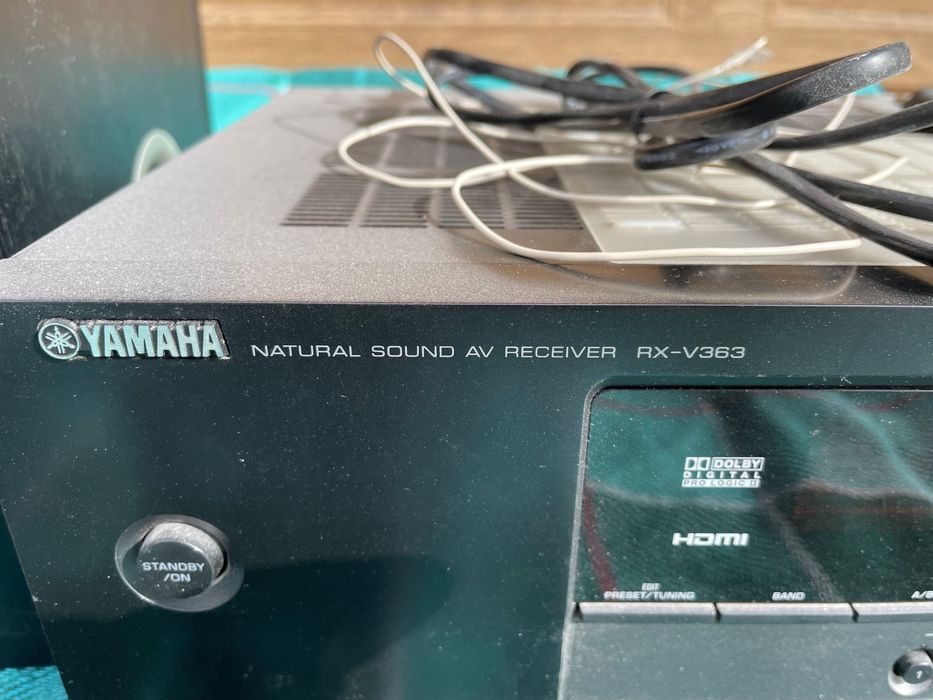 YAMAHA NATURAL SOUND AV RECEIVER RX-V363
DOLBY
DIGITAL
PRO LOGIC II
HDMI
STANDBY
/ON
EDIT
PRESET/TUNING BAND A/B
1